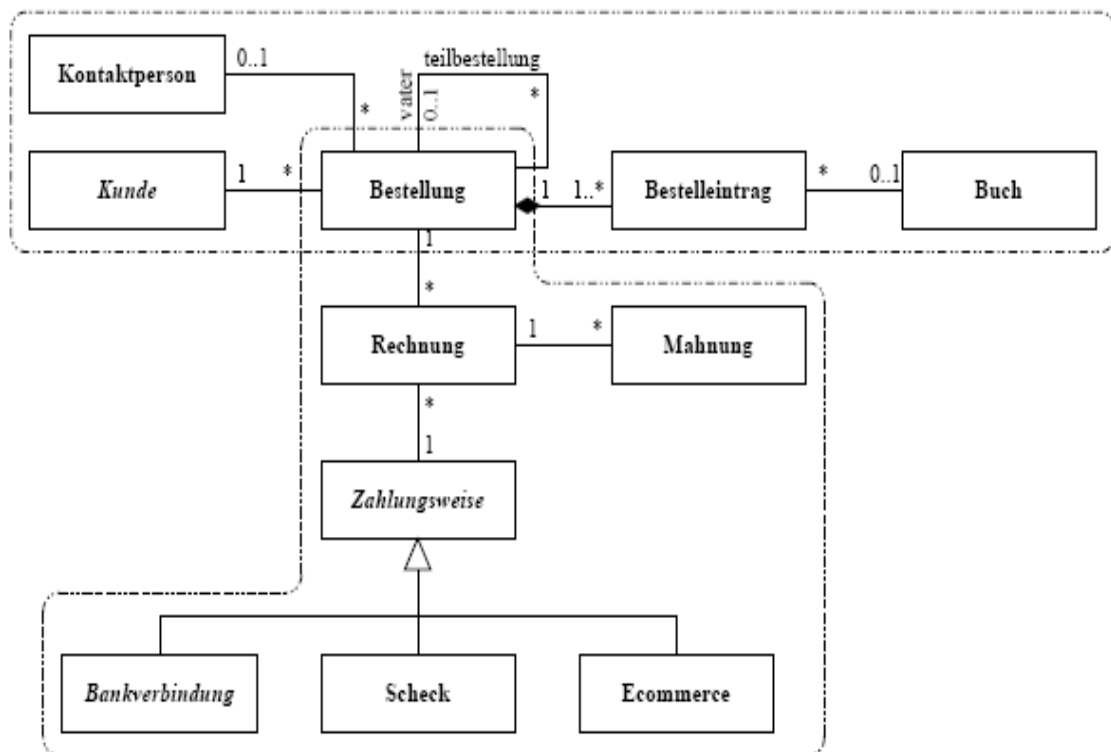 Kontaktperson
0..1
*
teilbestellung
vater
0..1
*
Kunde
1
*
Bestellung
1
1..*
Bestelleintrag
*
0..1
Buch
1
*
Rechnung
1
*
Mahnung
*
1
Zahlungsweise
Bankverbindung
Scheck
Ecommerce